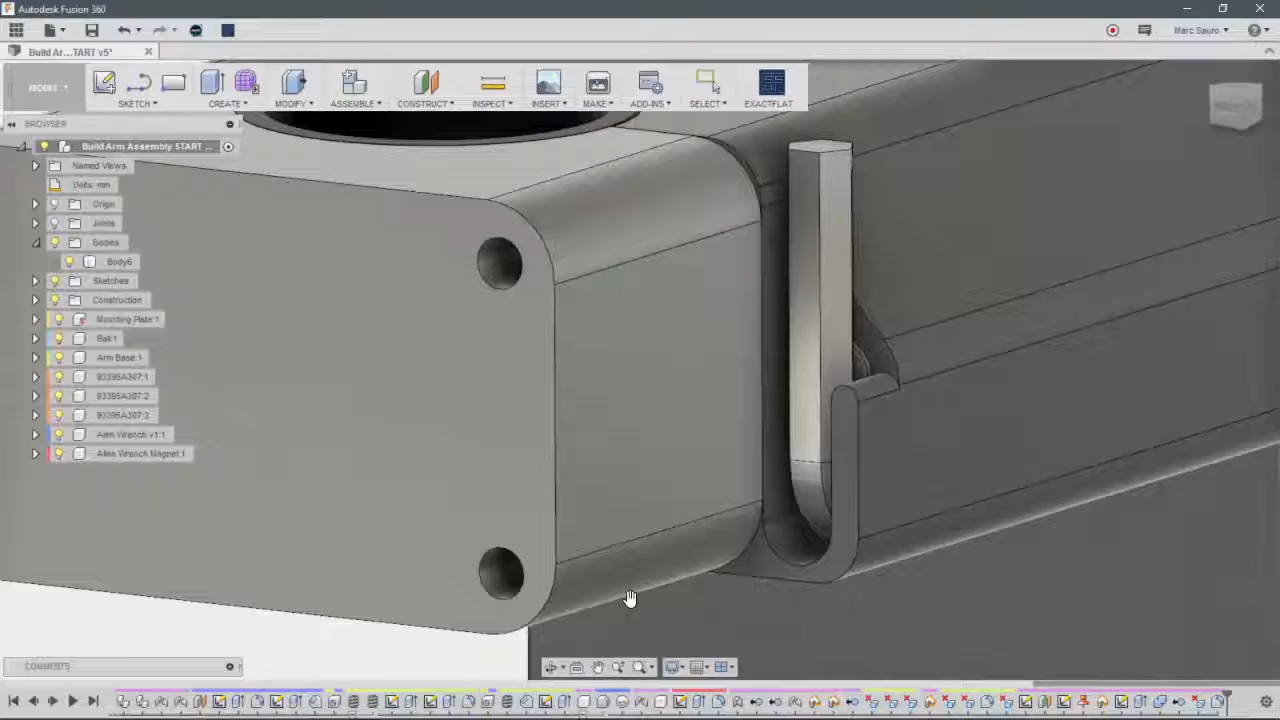 Autodesk Fusion 360
Marc Sauro
Build Ar...TART v5*
MODEL
SKETCH
CREATE
MODIFY
ASSEMBLE
CONSTRUCT
INSPECT
INSERT
MAKE
ADD-INS
SELECT
EXACTFLAT
BROWSER
Build Arm Assembly START ...
Named Views
Units: mm
Origin
Joints
Bodies
Body6
Sketches
Construction
Mounting Plate:1
Ball:1
Arm Base:1
93395A307:1
93395A307:2
93395A307:3
Allen Wrench v1:1
Allen Wrench Magnet:1
COMMENTS